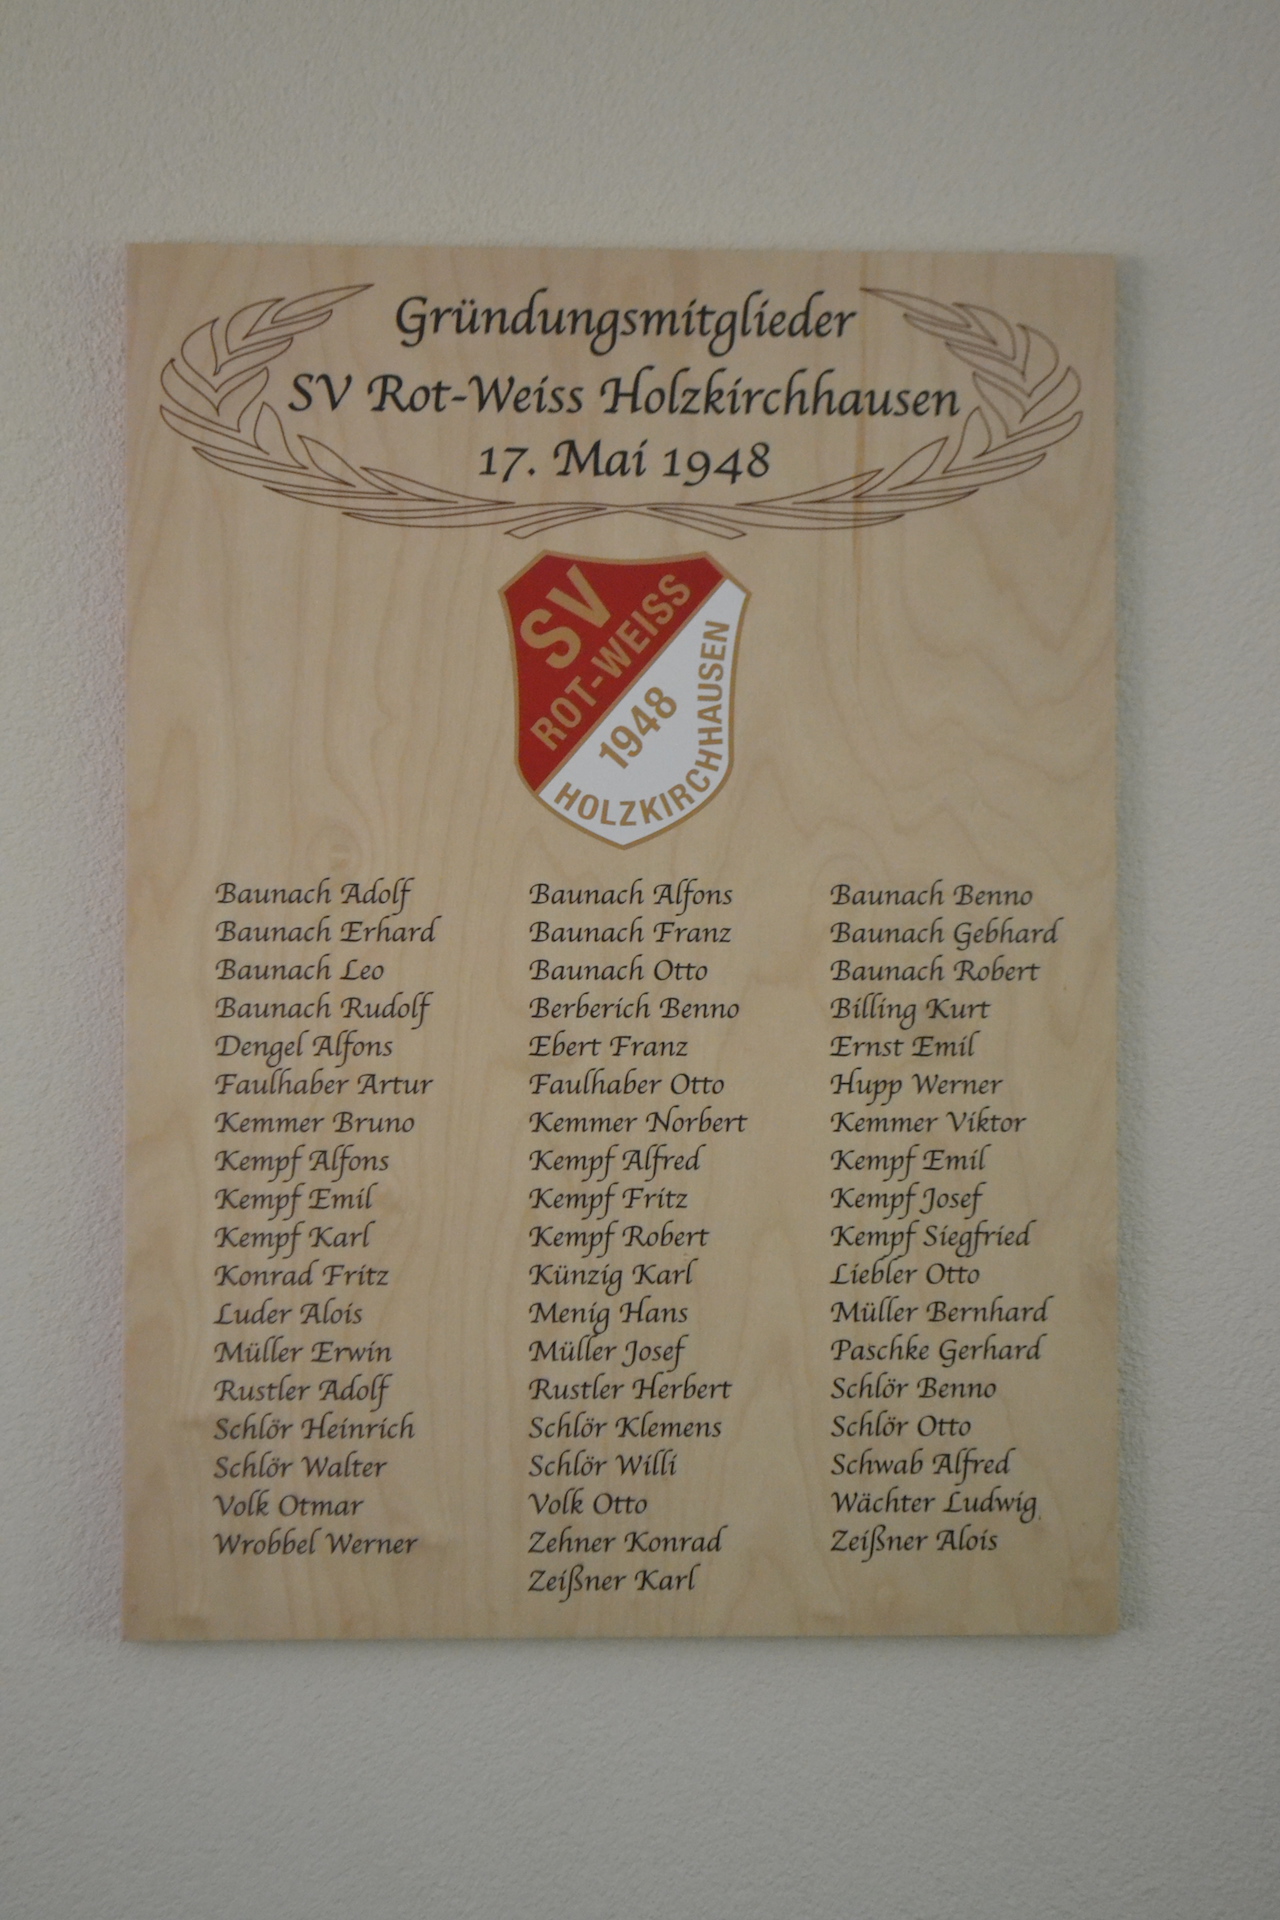 Gründungsmitglieder
SV Rot-Weiss Holzkirchhausen
17. Mai 1948
SV
ROT-WEISS
1948
HOLZKIRCHHAUSEN
Baunach Adolf
Baunach Erhard
Baunach Leo
Baunach Rudolf
Dengel Alfons
Faulhaber Artur
Kemmer Bruno
Kempf Alfons
Kempf Emil
Kempf Karl
Konrad Fritz
Luder Alois
Müller Erwin
Rustler Adolf
Schlör Heinrich
Schlör Walter
Volk Otmar
Wrobbel Werner
Baunach Alfons
Baunach Franz
Baunach Otto
Berberich Benno
Ebert Franz
Faulhaber Otto
Kemmer Norbert
Kempf Alfred
Kempf Fritz
Kempf Robert
Künzig Karl
Menig Hans
Müller Josef
Rustler Herbert
Schlör Klemens
Schlör Willi
Volk Otto
Zehner Konrad
Zeißner Karl
Baunach Benno
Baunach Gebhard
Baunach Robert
Billing Kurt
Ernst Emil
Hupp Werner
Kemmer Viktor
Kempf Emil
Kempf Josef
Kempf Siegfried
Liebler Otto
Müller Bernhard
Paschke Gerhard
Schlör Benno
Schlör Otto
Schwab Alfred
Wächter Ludwig
Zeißner Alois